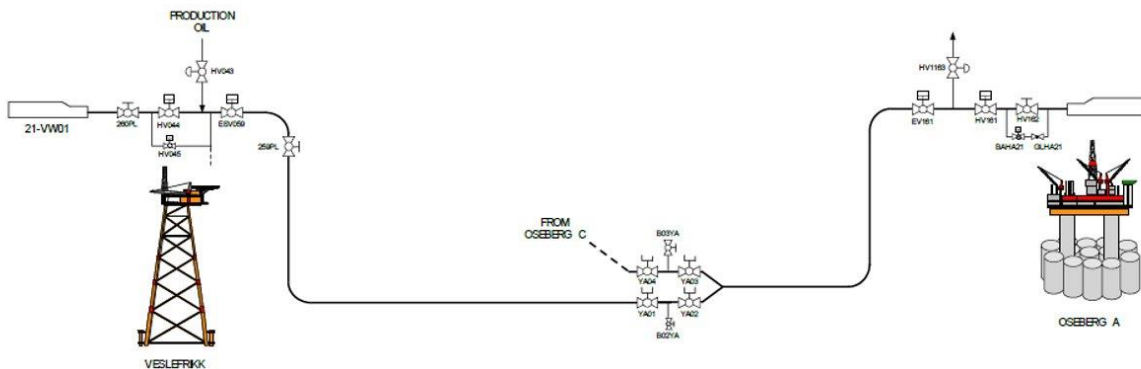 PRODUCTION
OIL
HV043
21-VW01
260PL
HV044
ESV059
HV045
259PL
VESLEFRIKK
FROM
OSEBERG C
B03YA
YA04
YA03
YA01
YA02
B02YA
HV1163
EV161
HV161
HV162
BAHA21
GLHA21
OSEBERG A